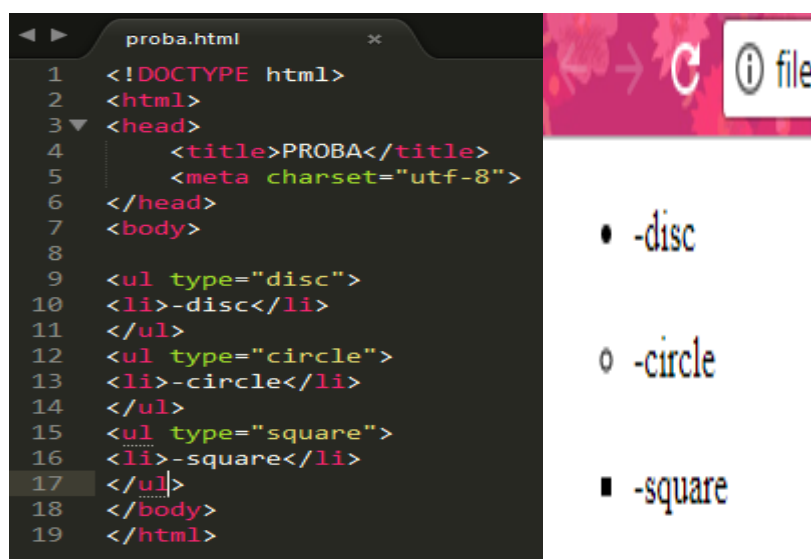 proba.html ×
1 <!DOCTYPE html>
2 <html>
3 <head>
4 <title>PROBA</title>
5 <meta charset="utf-8">
6 </head>
7 <body>
8
9 <ul type="disc">
10 <li>-disc</li>
11 </ul>
12 <ul type="circle">
13 <li>-circle</li>
14 </ul>
15 <ul type="square">
16 <li>-square</li>
17 </ul>
18 </body>
19 </html>
file
-disc
-circle
-square